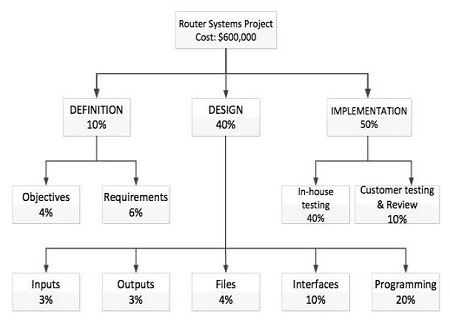 Router Systems Project
Cost: $600,000
DEFINITION
10%
DESIGN
40%
IMPLEMENTATION
50%
Objectives
4%
Requirements
6%
In-house
testing
40%
Customer testing
& Review
10%
Inputs
3%
Outputs
3%
Files
4%
Interfaces
10%
Programming
20%